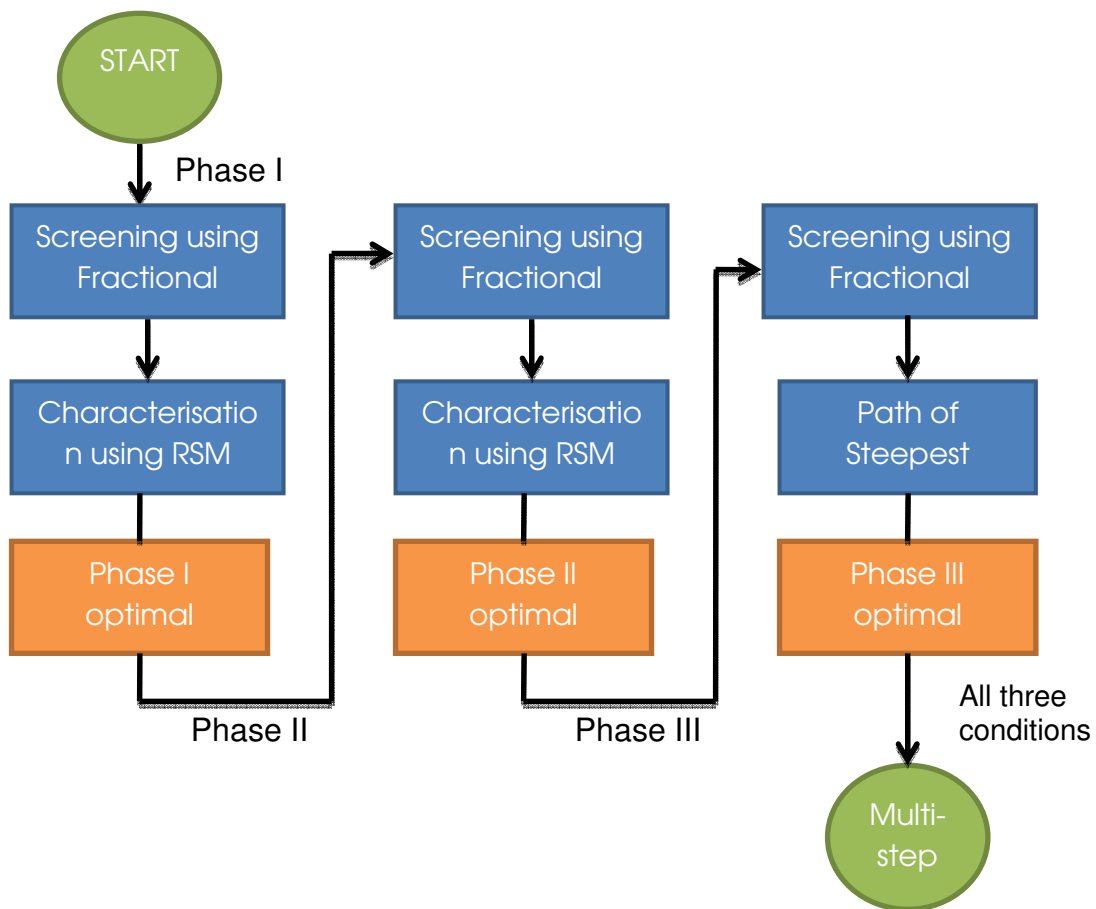 START
Phase I
Screening using
Fractional
Characterisatio
n using RSM
Phase I
optimal
Phase II
Screening using
Fractional
Characterisatio
n using RSM
Phase II
optimal
Phase III
Screening using
Fractional
Path of
Steepest
Phase III
optimal
All three
conditions
Multi-
step